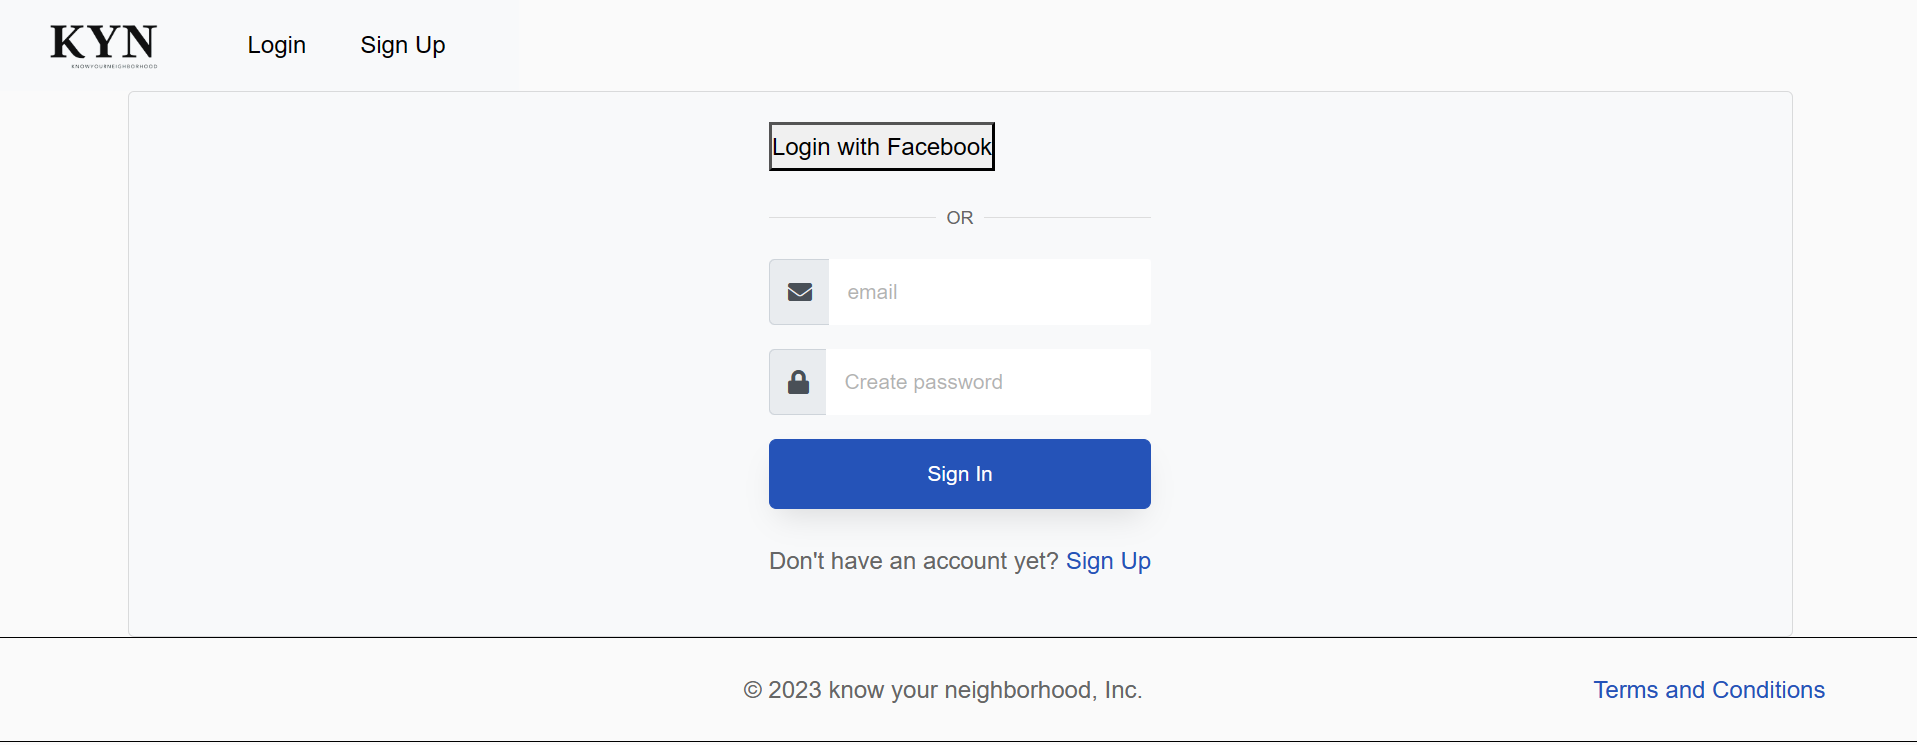 KYN
KNOWYOURNEIGHBORHOOD
Login
Sign Up
Login with Facebook
OR
email
Create password
Sign In
Don't have an account yet? Sign Up
© 2023 know your neighborhood, Inc.
Terms and Conditions